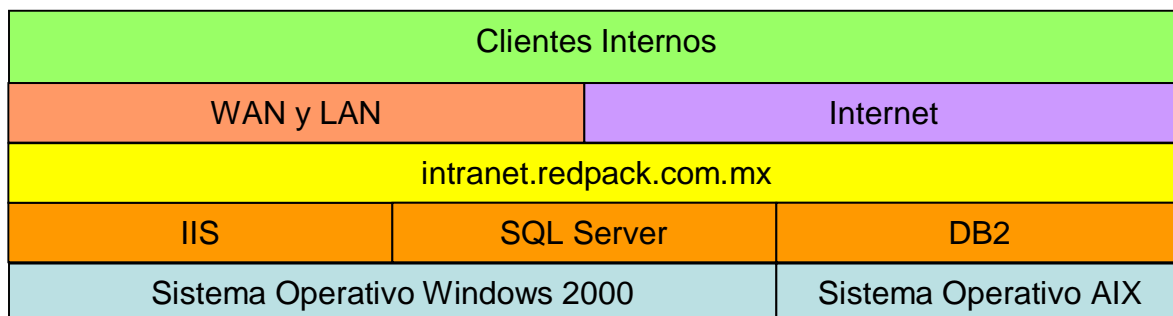 Clientes Internos
WAN y LAN
Internet
intranet.redpack.com.mx
IIS
SQL Server
DB2
Sistema Operativo Windows 2000
Sistema Operativo AIX